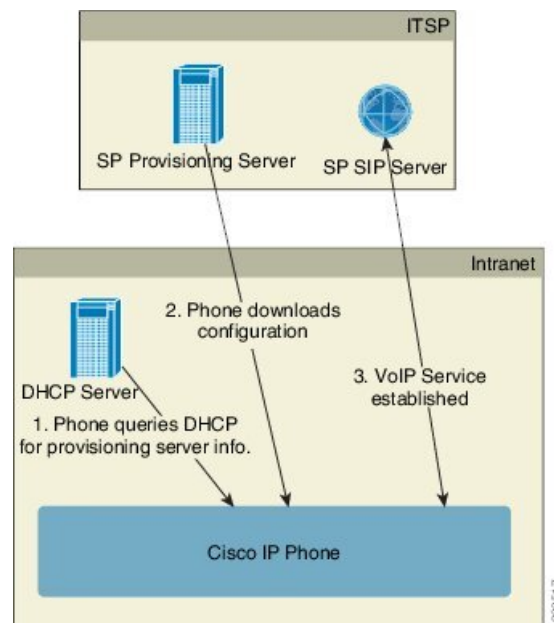 ITSP
SP Provisioning Server
SP SIP Server
Intranet
2. Phone downloads
configuration
DHCP Server
3. VoIP Service
established
1. Phone queries DHCP
for provisioning server info.
Cisco IP Phone